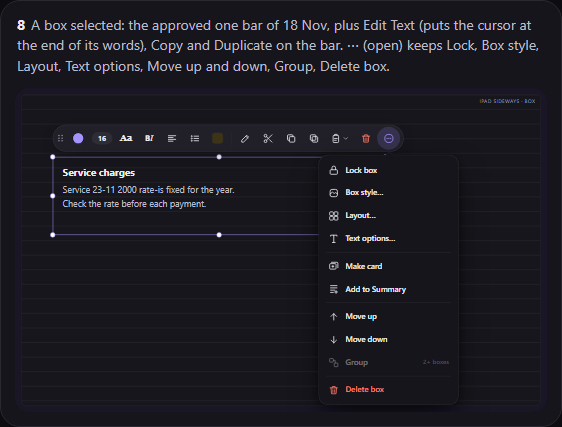 8 A box selected: the approved one bar of 18 Nov, plus Edit Text (puts the cursor
at the end of its words), Copy and Duplicate on the bar. ··· (open) keeps Lock, Box style,
Layout, Text options, Move up and down, Group, Delete box.
IPAD SIDEWAYS · BOX
16 Aa BI
Service charges
Service 23-11 2000 rate-is fixed for the year.
Check the rate before each payment.
Lock box
Box style...
Layout...
Text options...
Make card
Add to Summary
Move up
Move down
Group 2+ boxes
Delete box